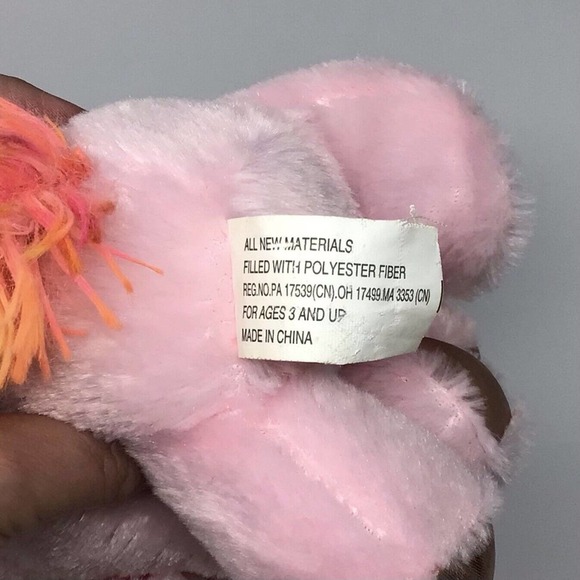 ALL NEW MATERIALS
FILLED WITH POLYESTER FIBER
REG.NO.PA 17539(CN).OH 17499.MA 3353 (CN)
FOR AGES 3 AND UP
MADE IN CHINA